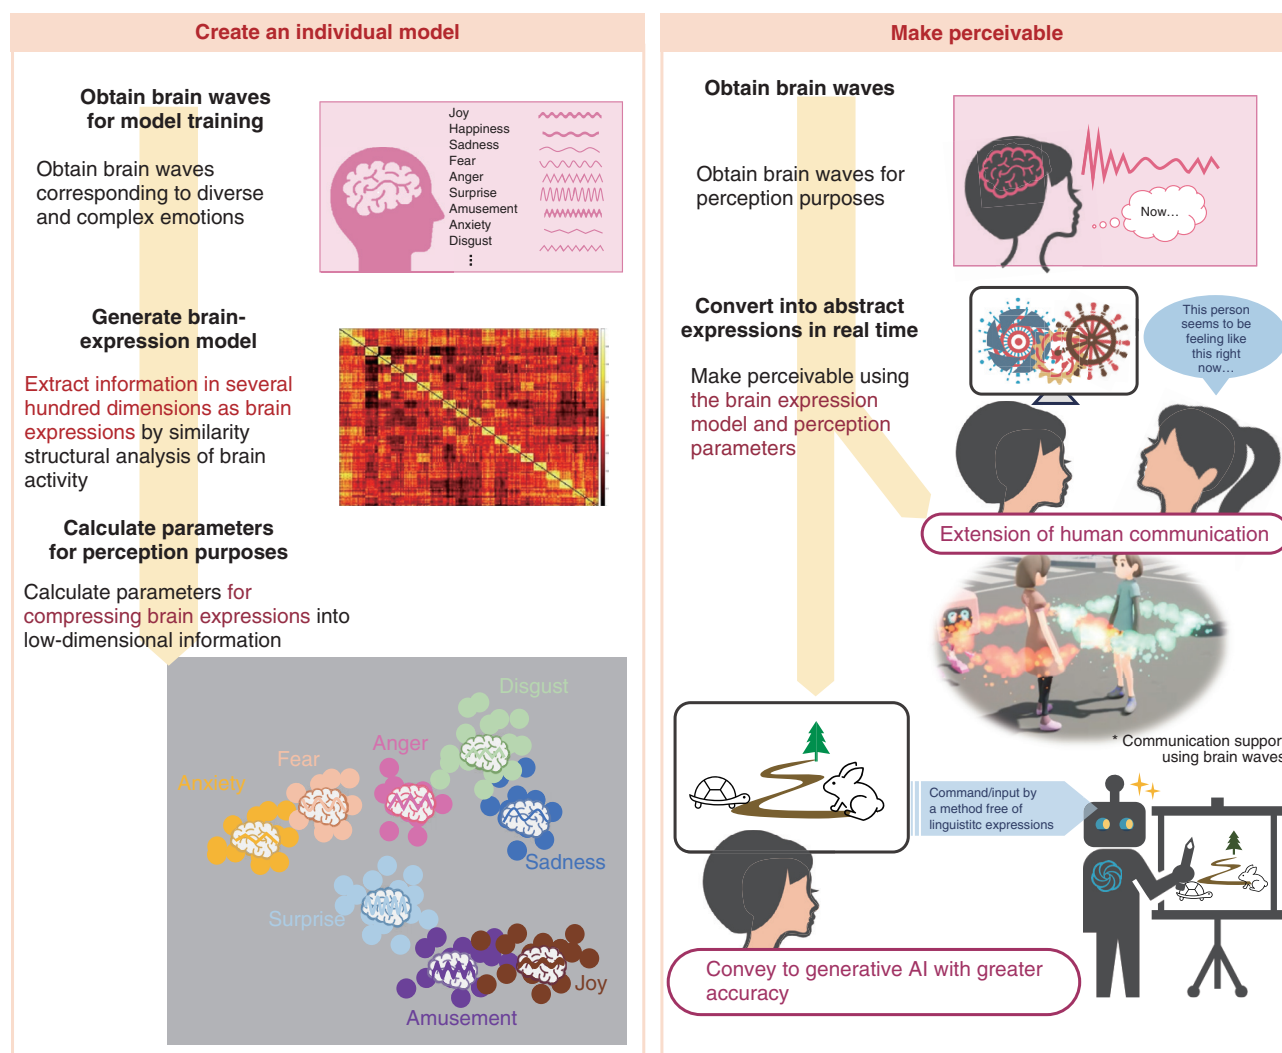 Create an individual model
Obtain brain waves
for model training
Obtain brain waves
corresponding to diverse
and complex emotions
Joy
Happiness
Sadness
Fear
Anger
Surprise
Amusement
Anxiety
Disgust
⋮
Generate brain-
expression model
Extract information in several
hundred dimensions as brain
expressions by similarity
structural analysis of brain
activity
Calculate parameters
for perception purposes
Calculate parameters for
compressing brain expressions into
low-dimensional information
Disgust
Anger
Fear
Anxiety
Sadness
Surprise
Joy
Amusement
Make perceivable
Obtain brain waves
Obtain brain waves for
perception purposes
Now…
Convert into abstract
expressions in real time
Make perceivable using
the brain expression
model and perception
parameters
This person
seems to be
feeling like
this right
now…
Extension of human communication
* Communication support
using brain waves
Command/input by
a method free of
linguistitc expressions
Convey to generative AI with greater
accuracy